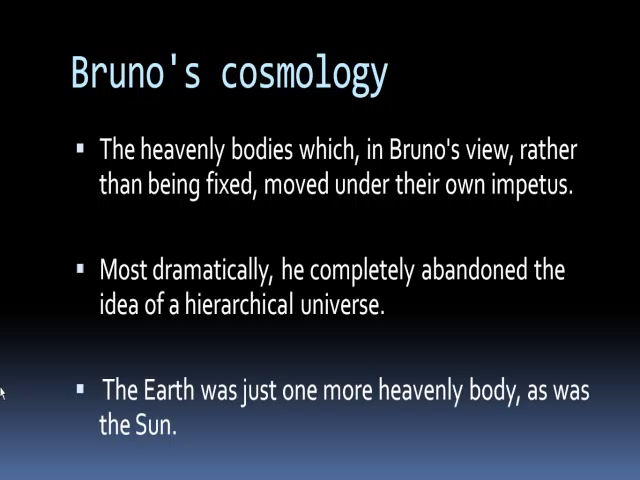 Bruno's cosmology
The heavenly bodies which, in Bruno's view, rather
than being fixed, moved under their own impetus.
Most dramatically, he completely abandoned the
idea of a hierarchical universe.
The Earth was just one more heavenly body, as was
the Sun.